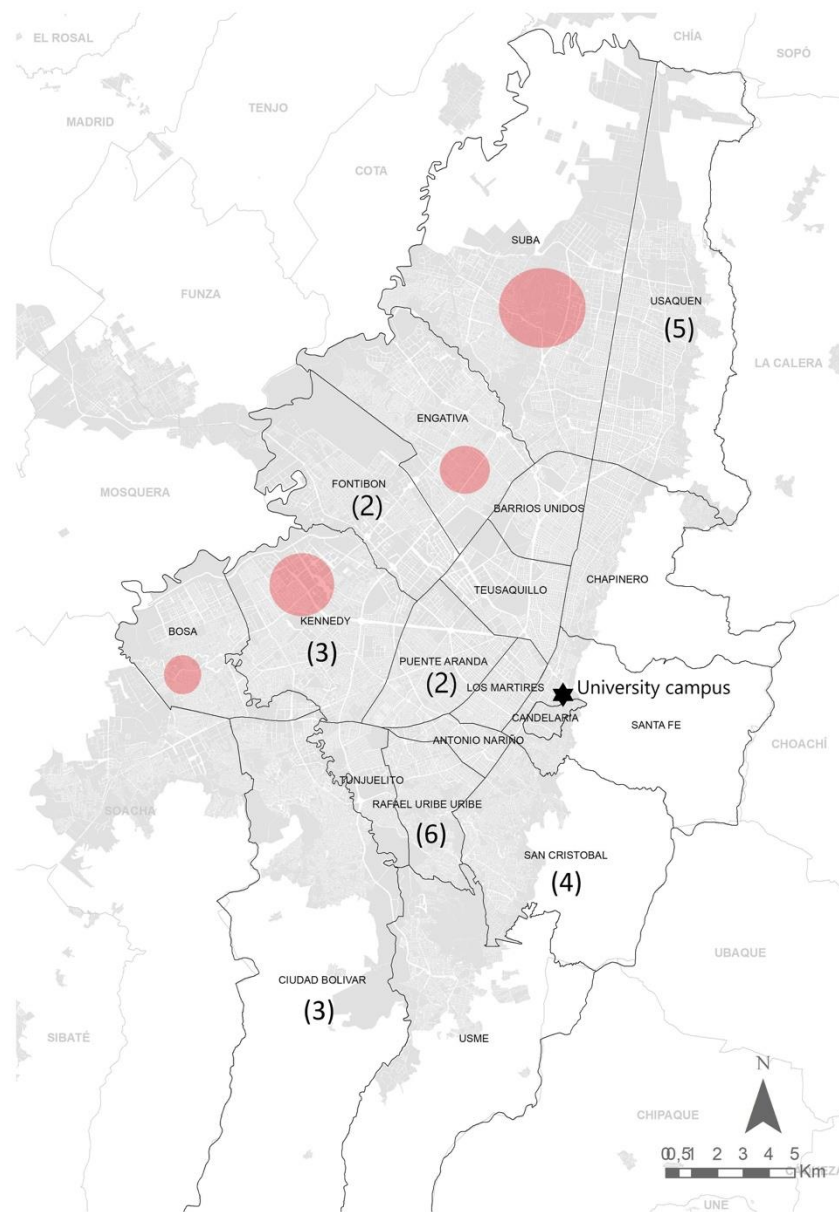 EL ROSAL
CHÍA
SOPÓ
TENJO
MADRID
COTA
SUBA
FUNZA
USAQUEN
(5)
LA CALERA
ENGATIVA
MOSQUERA
FONTIBON
(2)
BARRIOS UNIDOS
CHAPINERO
TEUSAQUILLO
KENNEDY
(3)
BOSA
PUENTE ARANDA
(2)
LOS MARTIRES
University campus
CANDELARIA
SANTA FE
ANTONIO NARIÑO
CHOACHÍ
TUNJUELITO
RAFAEL URIBE URIBE
(6)
SOACHA
SAN CRISTOBAL
(4)
UBAQUE
CIUDAD BOLIVAR
(3)
SIBATÉ
USME
N
CHIPAQUE
0 0,5 1 2 3 4 5
Km
UNE